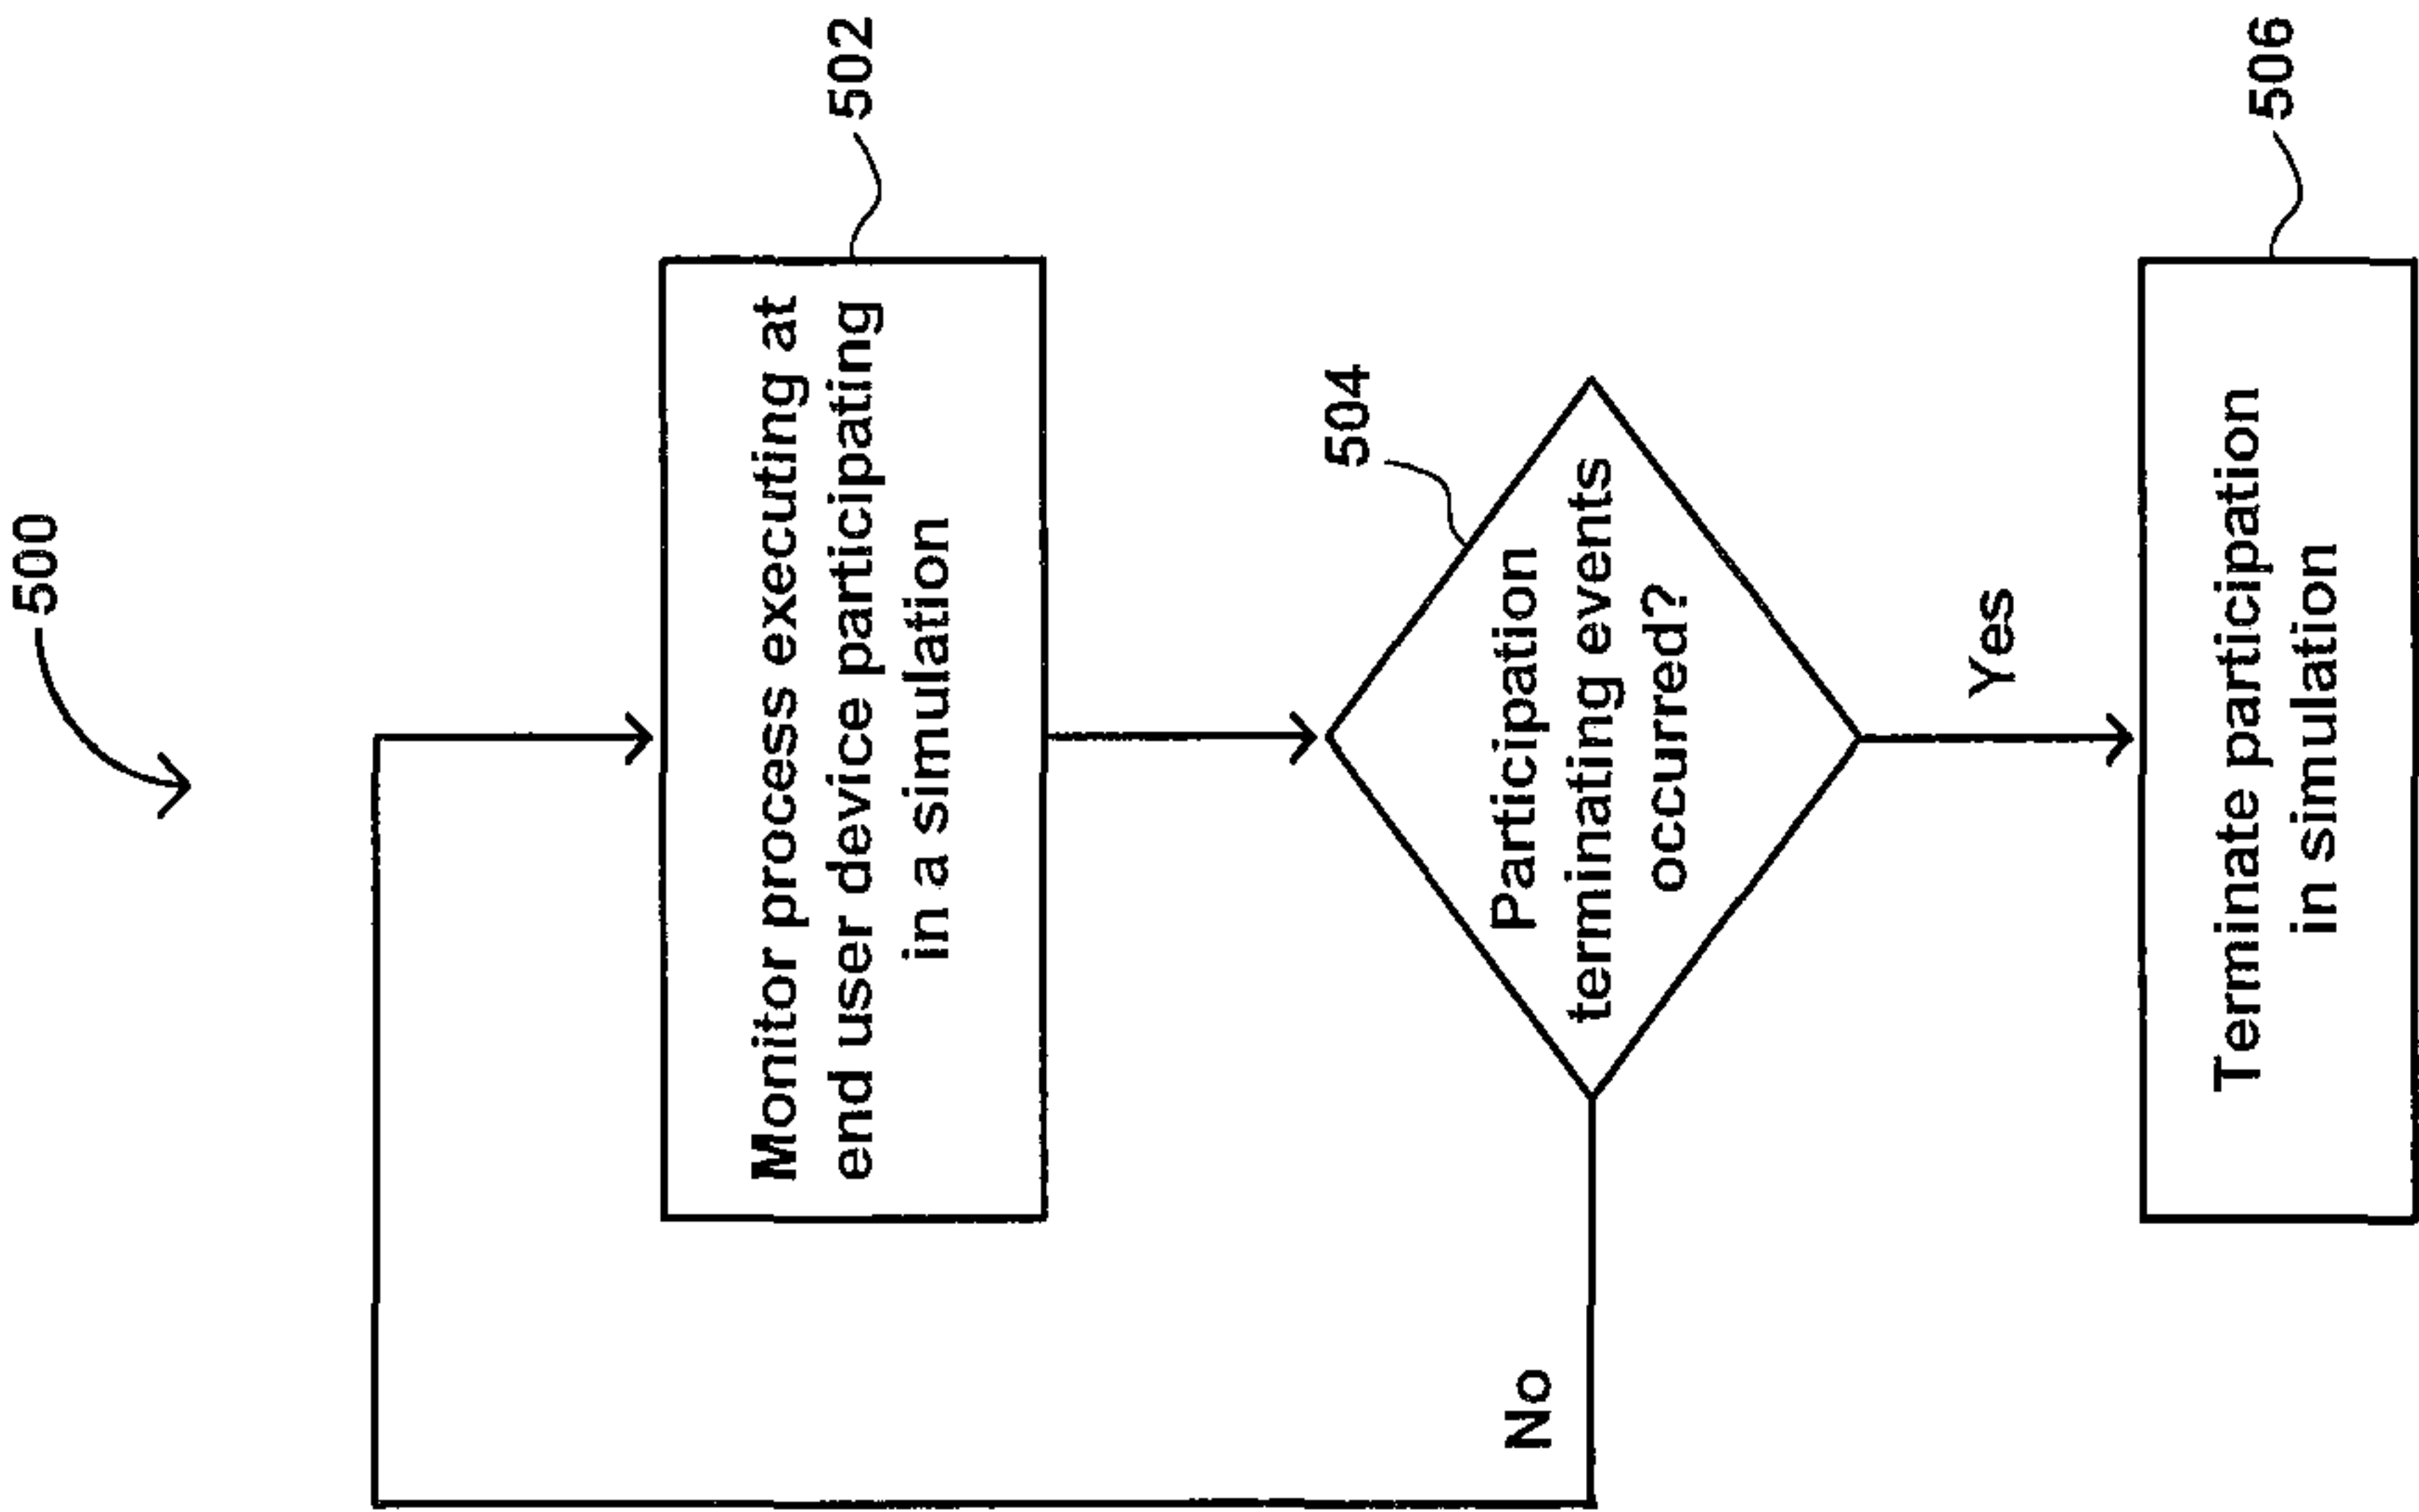 500
Monitor process executing at
end user device participating
in a simulation
502
Participation
terminating events
occurred?
504
No
Yes
Terminate participation
in simulation
506